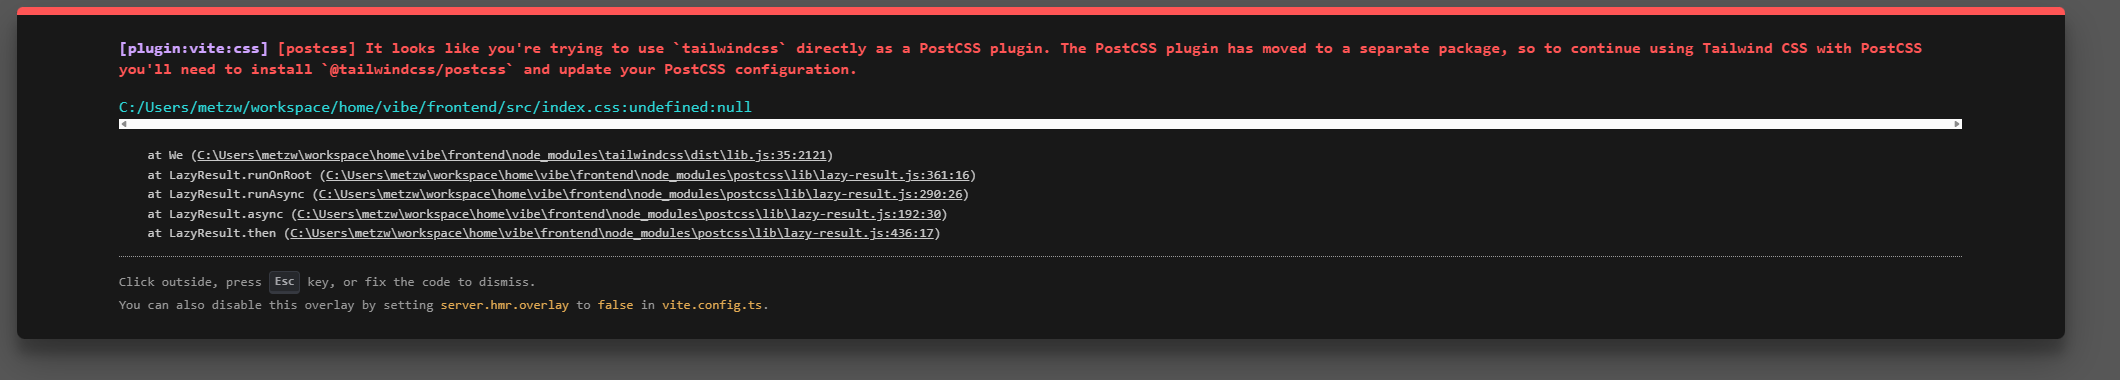 [plugin:vite:css] [postcss] It looks like you're trying to use `tailwindcss` directly as a PostCSS plugin. The PostCSS plugin has moved to a separate package, so to continue using Tailwind CSS with PostCSS
you'll need to install `@tailwindcss/postcss` and update your PostCSS configuration.
C:/Users/metzw/workspace/home/vibe/frontend/src/index.css:undefined:null
at We (C:\Users\metzw\workspace\home\vibe\frontend\node_modules\tailwindcss\dist\lib.js:35:2121)
at LazyResult.runOnRoot (C:\Users\metzw\workspace\home\vibe\frontend\node_modules\postcss\lib\lazy-result.js:361:16)
at LazyResult.runAsync (C:\Users\metzw\workspace\home\vibe\frontend\node_modules\postcss\lib\lazy-result.js:290:26)
at LazyResult.async (C:\Users\metzw\workspace\home\vibe\frontend\node_modules\postcss\lib\lazy-result.js:192:30)
at LazyResult.then (C:\Users\metzw\workspace\home\vibe\frontend\node_modules\postcss\lib\lazy-result.js:436:17)
Click outside, press Esc key, or fix the code to dismiss.
You can also disable this overlay by setting server.hmr.overlay to false in vite.config.ts.